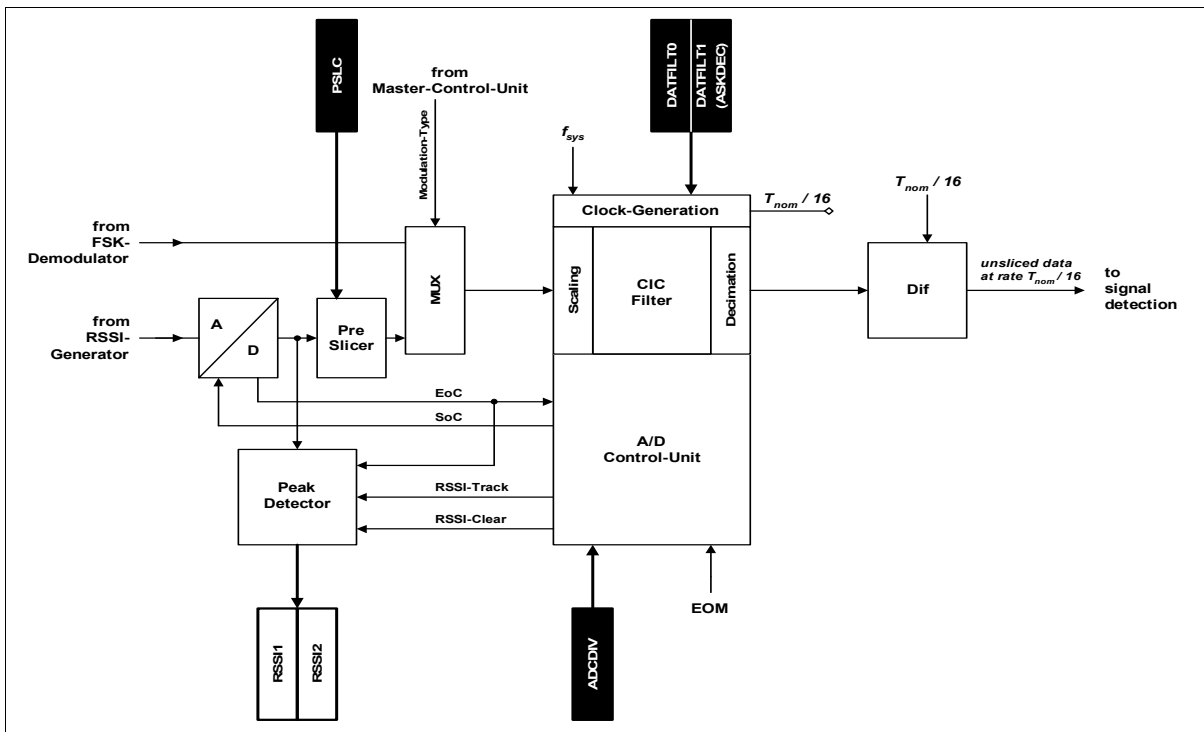 PSLC
from
Master-Control-Unit
Modulation-Type
DATFILT0
DATFILT1
(ASKDEC)
fsys
Tnom / 16
Tnom / 16
Clock-Generation
from
FSK-
Demodulator
MUX
Scaling
CIC
Filter
Decimation
Dif
unsliced data
at rate Tnom / 16
to
signal
detection
from
RSSI-
Generator
A
D
Pre
Slicer
EoC
SoC
A/D
Control-Unit
Peak
Detector
RSSI-Track
RSSI-Clear
EOM
RSSI1
RSSI2
ADCDIV